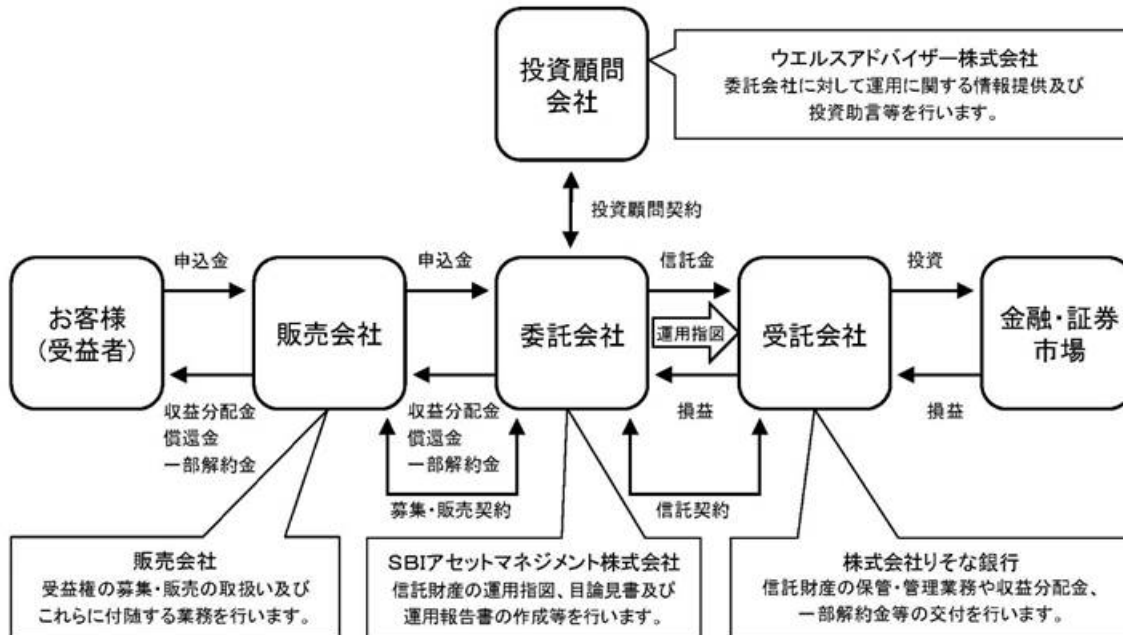 投資顧問
会社
ウエルスアドバイザー株式会社
委託会社に対して運用に関する情報提供及び
投資助言等を行います。
投資顧問契約
申込金
申込金
信託金
投資
お客様
(受益者)
販売会社
委託会社
運用指図
受託会社
金融・証券
市場
収益分配金
償還金
一部解約金
収益分配金
償還金
一部解約金
損益
損益
募集・販売契約
信託契約
販売会社
受益権の募集・販売の取扱い及び
これらに付随する業務を行います。
SBIアセットマネジメント株式会社
信託財産の運用指図、目論見書及び
運用報告書の作成等を行います。
株式会社りそな銀行
信託財産の保管・管理業務や収益分配金、
一部解約金等の交付を行います。